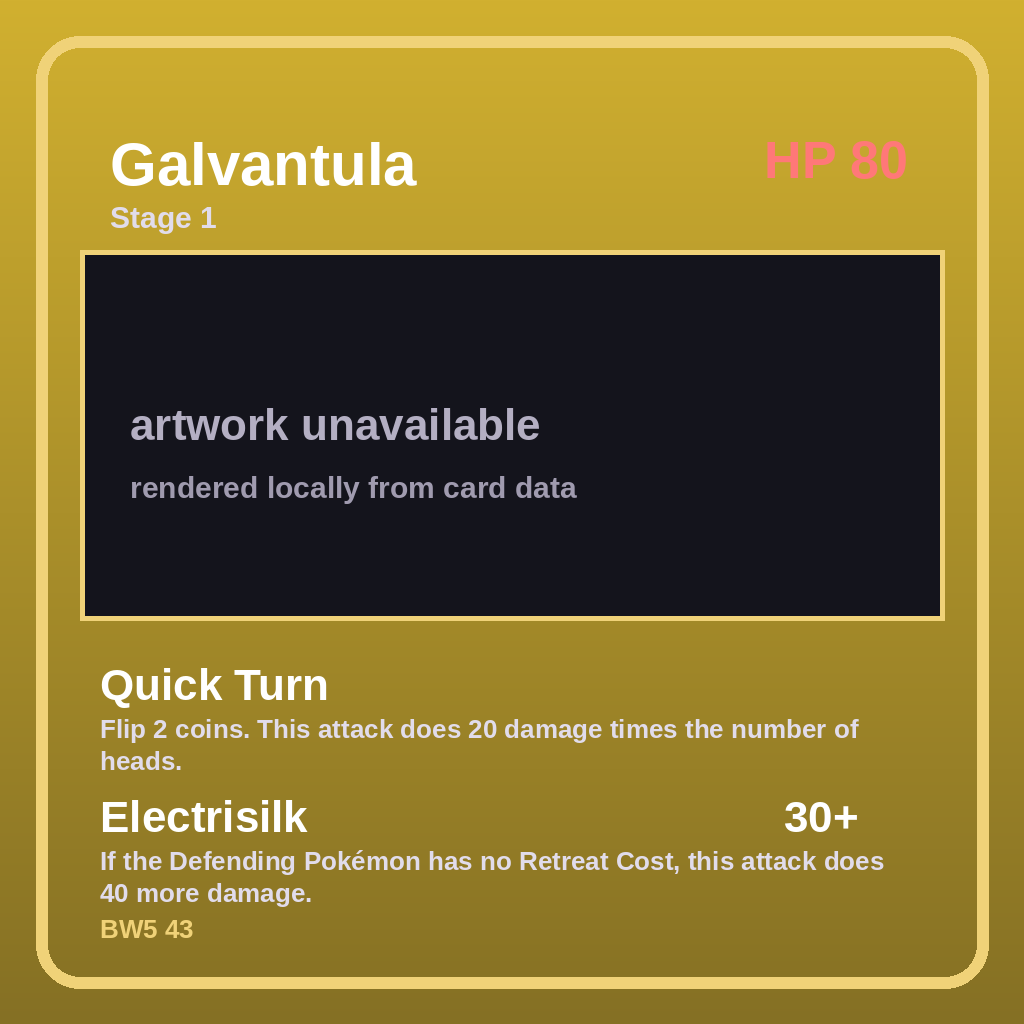 Galvantula
HP 80
Stage 1
artwork unavailable
rendered locally from card data
Quick Turn
Flip 2 coins. This attack does 20 damage times the number of
heads.
Electrisilk
30+
If the Defending Pokémon has no Retreat Cost, this attack does
40 more damage.
BW5 43